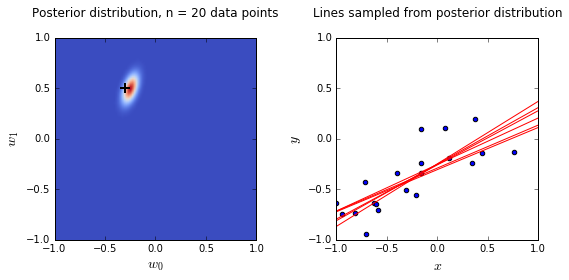 Posterior distribution, n = 20 data points
1.0
0.5
0.0
−0.5
−1.0
w₁
−1.0 −0.5 0.0 0.5 1.0
w₀
Lines sampled from posterior distribution
1.0
0.5
0.0
−0.5
−1.0
y
−1.0 −0.5 0.0 0.5 1.0
x